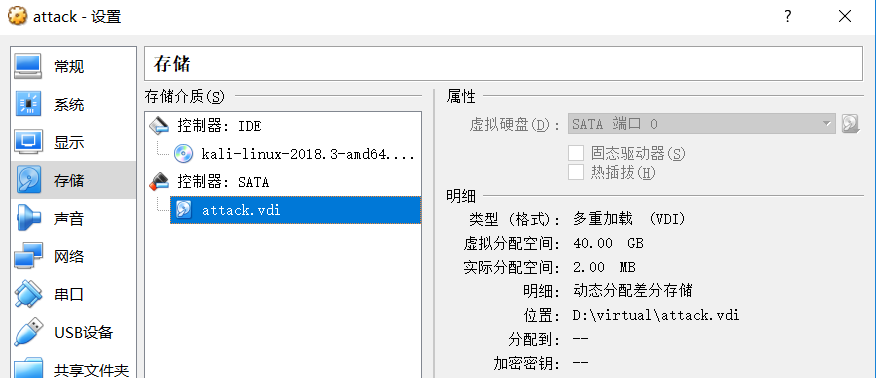 attack - 设置
? ×
常规
系统
显示
存储
声音
网络
串口
USB设备
共享文件夹
存储
存储介质(S)
控制器: IDE
kali-linux-2018.3-amd64....
控制器: SATA
attack.vdi
属性
虚拟硬盘(D): SATA 端口 0
固态驱动器(S)
热插拔(H)
明细
类型 (格式): 多重加载 (VDI)
虚拟分配空间: 40.00 GB
实际分配空间: 2.00 MB
明细: 动态分配差分存储
位置: D:\virtual\attack.vdi
分配到: --
加密密钥: --